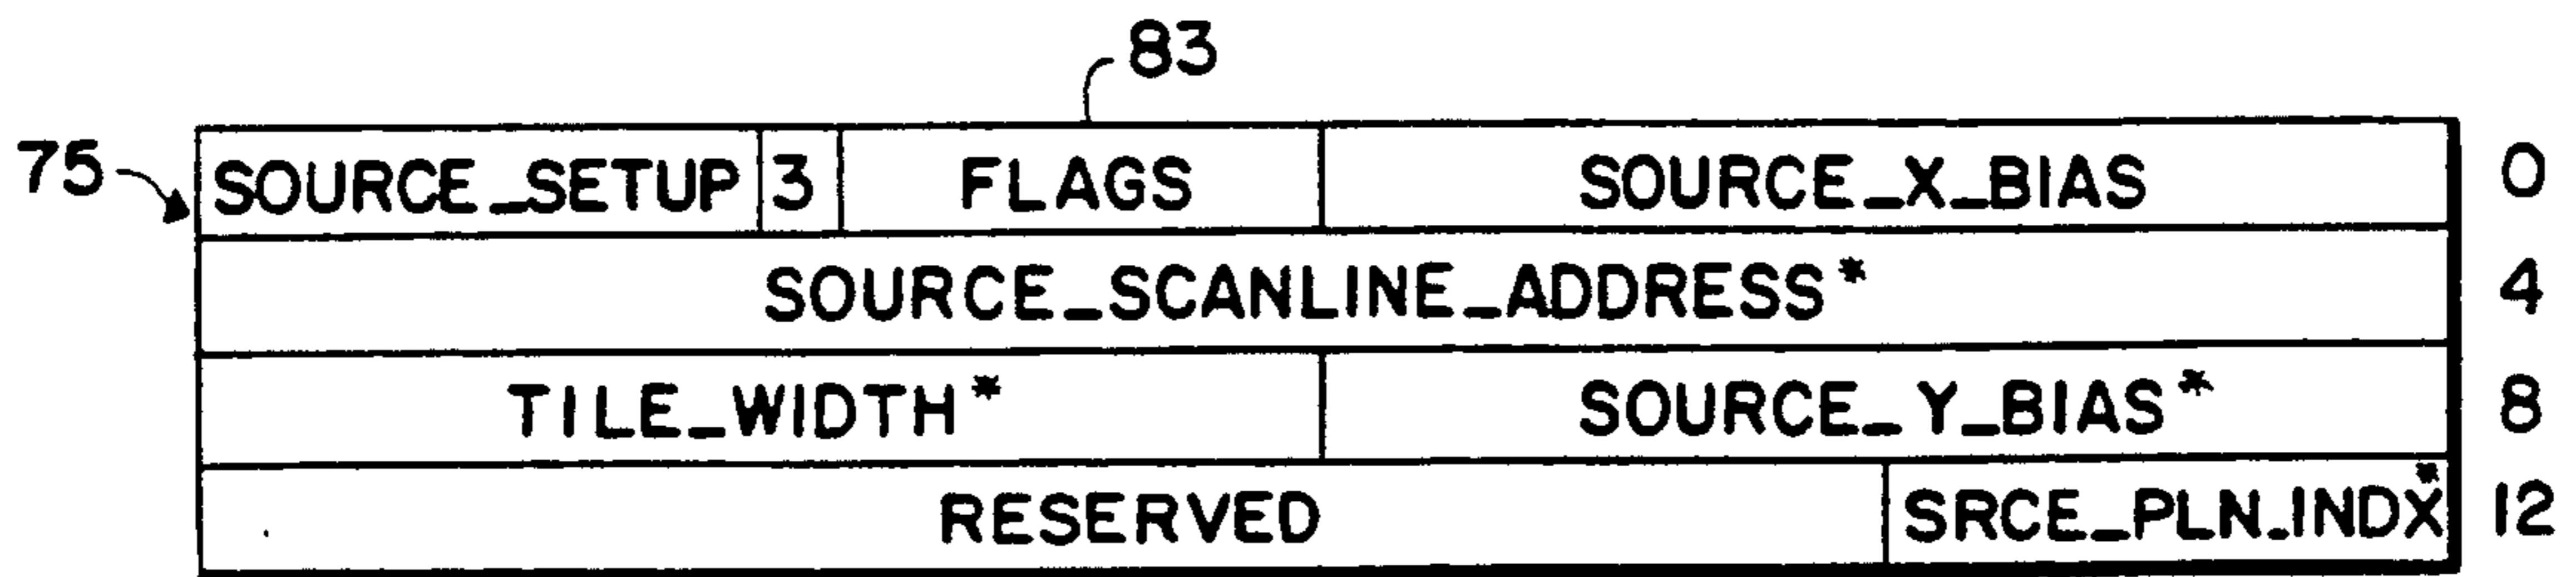 83
75 SOURCE_SETUP 3 FLAGS SOURCE_X_BIAS 0
SOURCE_SCANLINE_ADDRESS* 4
TILE_WIDTH* SOURCE_Y_BIAS* 8
RESERVED SRCE_PLN_INDX* 12